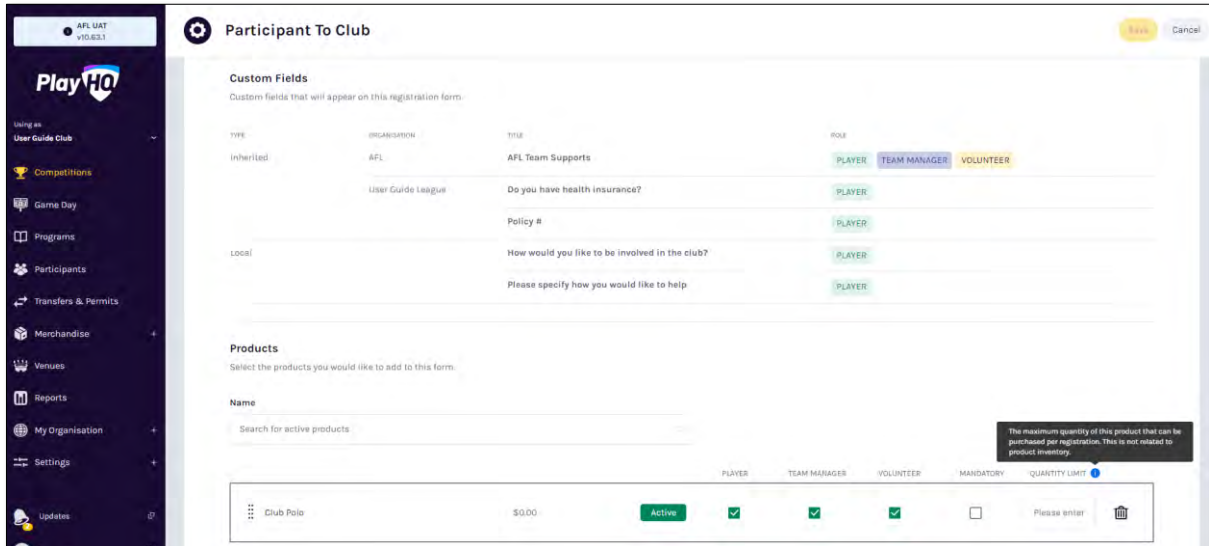 AFL UAT
v10.63.1
Participant To Club
Save
Cancel
PlayHQ
Using as
User Guide Club
Competitions
Game Day
Programs
Participants
Transfers & Permits
Merchandise
Venues
Reports
My Organisation
Settings
Updates
Custom Fields
Custom fields that will appear on this registration form.
TYPE ORGANISATION TITLE ROLE
Inherited AFL AFL Team Supports PLAYER TEAM MANAGER VOLUNTEER
User Guide League Do you have health insurance? PLAYER
Policy # PLAYER
Local How would you like to be involved in the club? PLAYER
Please specify how you would like to help PLAYER
Products
Select the products you would like to add to this form.
Name
Search for active products
The maximum quantity of this product that can be
purchased per registration. This is not related to
product inventory.
PLAYER TEAM MANAGER VOLUNTEER MANDATORY QUANTITY LIMIT
Club Polo $0.00 Active Please enter